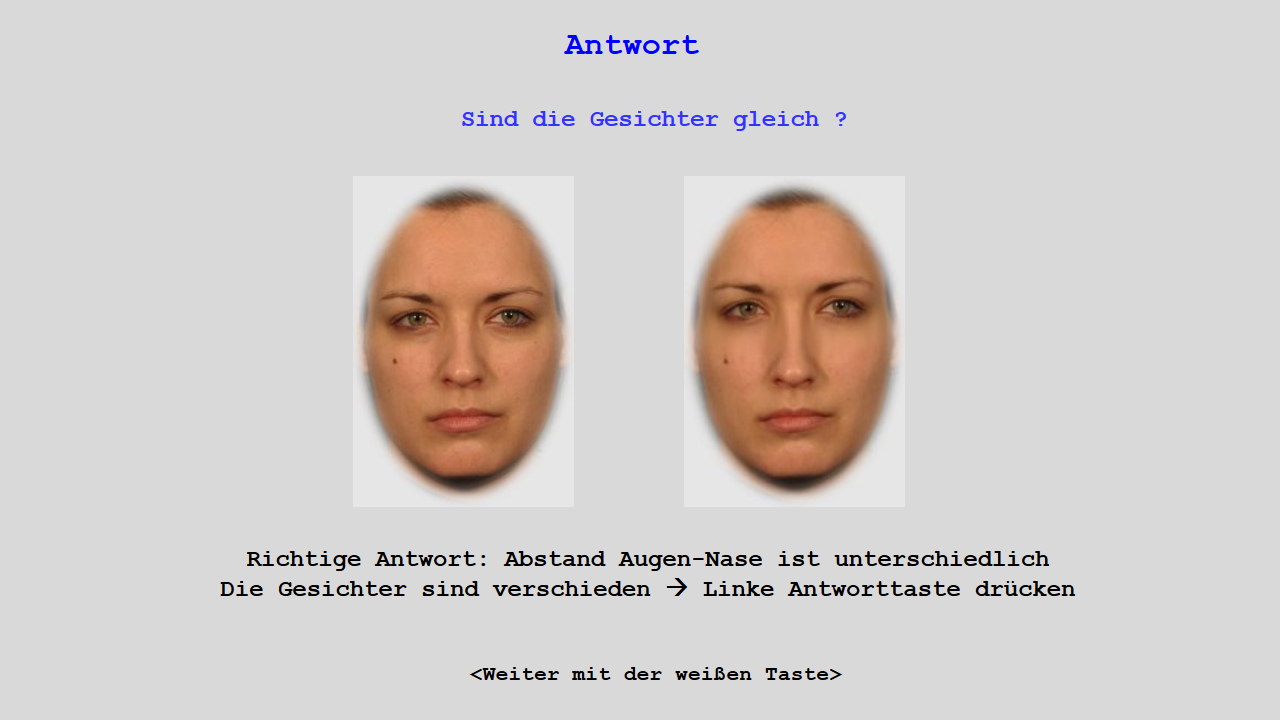 Antwort
Sind die Gesichter gleich ?
Richtige Antwort: Abstand Augen-Nase ist unterschiedlich
Die Gesichter sind verschieden → Linke Antworttaste drücken
<Weiter mit der weißen Taste>